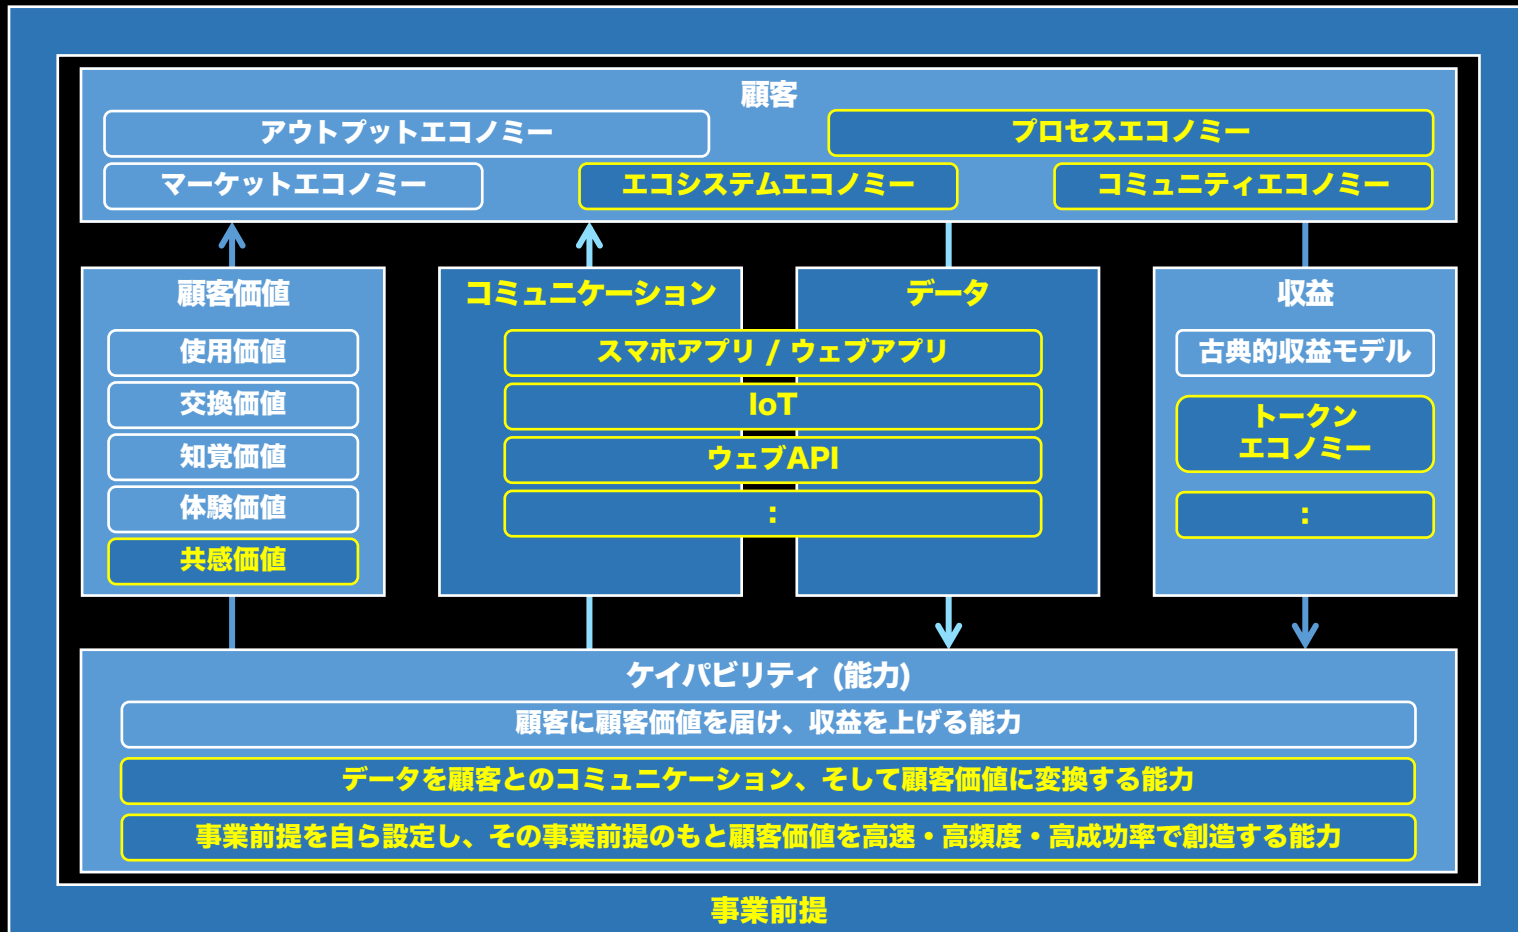 顧客
アウトプットエコノミー
プロセスエコノミー
マーケットエコノミー
エコシステムエコノミー
コミュニティエコノミー
顧客価値
使用価値
交換価値
知覚価値
体験価値
共感価値
コミュニケーション
データ
スマホアプリ / ウェブアプリ
IoT
ウェブAPI
:
収益
古典的収益モデル
トークン
エコノミー
:
ケイパビリティ (能力)
顧客に顧客価値を届け、収益を上げる能力
データを顧客とのコミュニケーション、そして顧客価値に変換する能力
事業前提を自ら設定し、その事業前提のもと顧客価値を高速・高頻度・高成功率で創造する能力
事業前提